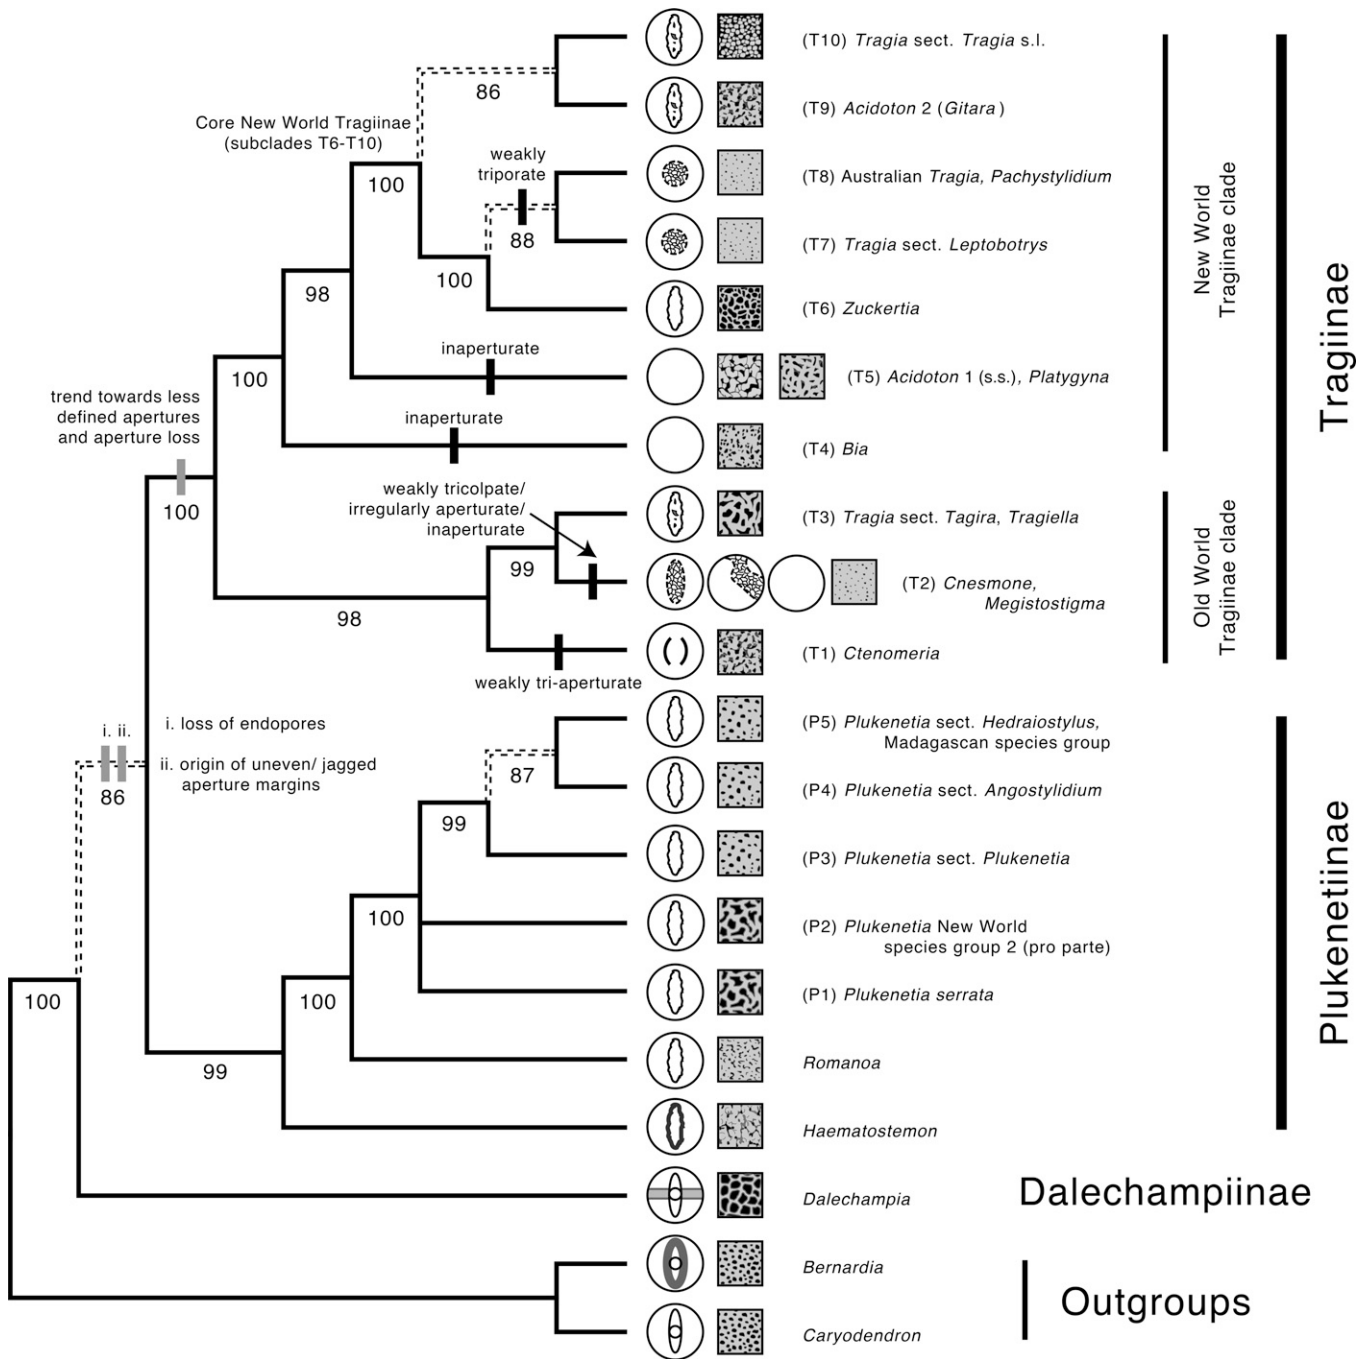 (T10) Tragia sect. Tragia s.l.
86
(T9) Acidoton 2 (Gitara)
Core New World Tragiinae
(subclades T6-T10)
weakly
triporate
(T8) Australian Tragia, Pachystylidium
100
88
(T7) Tragia sect. Leptobotrys
100
(T6) Zuckertia
98
inaperturate
(T5) Acidoton 1 (s.s.), Platygyna
100
trend towards less
defined apertures
and aperture loss
inaperturate
(T4) Bia
New World
Tragiinae clade
weakly tricolpate/
irregularly aperturate/
inaperturate
100
(T3) Tragia sect. Tagira, Tragiella
99
(T2) Cnesmone,
Megistostigma
98
(T1) Ctenomeria
weakly tri-aperturate
Old World
Tragiinae clade
Tragiinae
i. ii.
i. loss of endopores
ii. origin of uneven/ jagged
aperture margins
86
(P5) Plukenetia sect. Hedraiostylus,
Madagascan species group
87
(P4) Plukenetia sect. Angostylidium
99
(P3) Plukenetia sect. Plukenetia
100
(P2) Plukenetia New World
species group 2 (pro parte)
100
100
(P1) Plukenetia serrata
99
Romanoa
Haematostemon
Plukenetiinae
Dalechampia
Dalechampiinae
Bernardia
Outgroups
Caryodendron